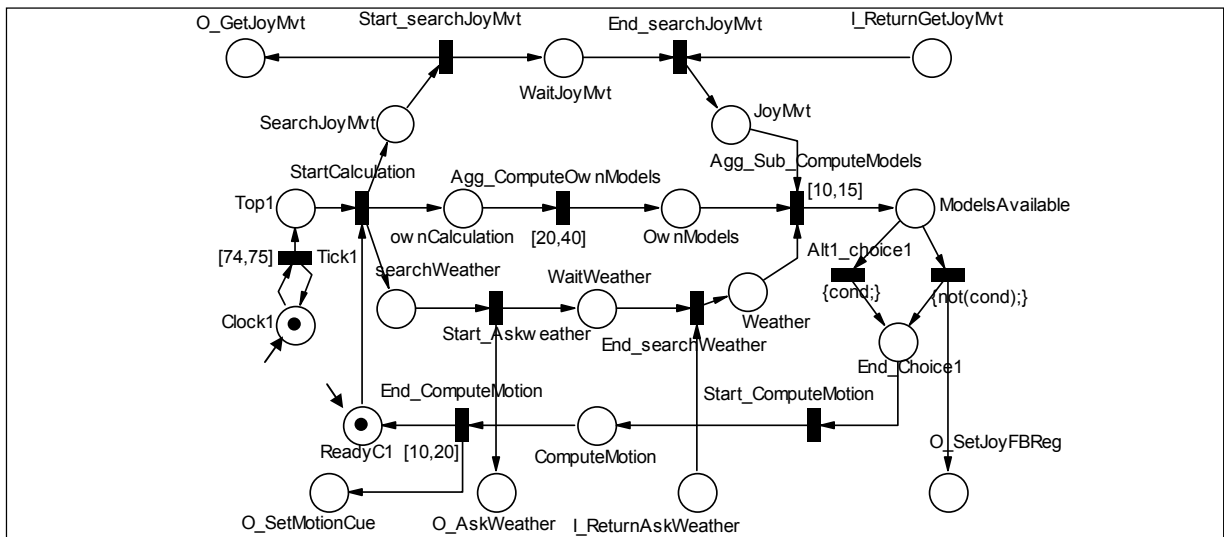 O_GetJoyMvt
Start_searchJoyMvt
End_searchJoyMvt
I_ReturnGetJoyMvt
WaitJoyMvt
SearchJoyMvt
JoyMvt
StartCalculation
Agg_Sub_ComputeModels
Top1
Agg_ComputeOwnModels
[10,15]
ownCalculation
[20,40]
OwnModels
ModelsAvailable
[74,75]
Tick1
searchWeather
WaitWeather
Alt1_choice1
{cond;}
{not(cond);}
Clock1
Start_Askweather
End_searchWeather
Weather
End_Choice1
End_ComputeMotion
Start_ComputeMotion
ReadyC1
[10,20]
ComputeMotion
O_SetJoyFBReg
O_SetMotionCue
O_AskWeather
I_ReturnAskWeather